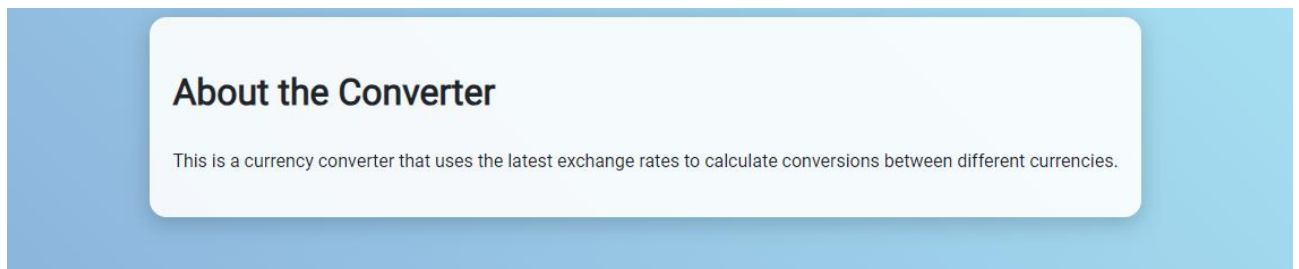 About the Converter
This is a currency converter that uses the latest exchange rates to calculate conversions between different currencies.